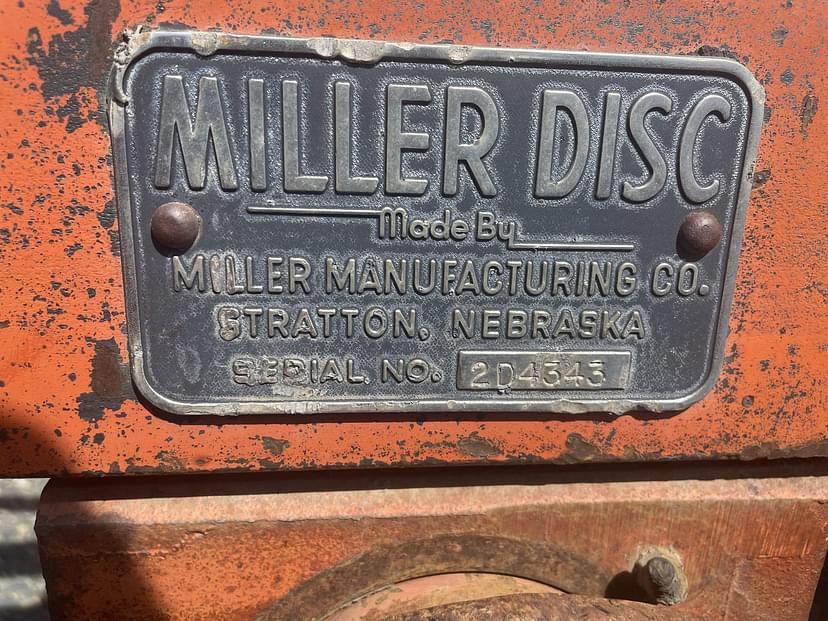 MILLER DISC
Made By
MILLER MANUFACTURING CO.
STRATTON, NEBRASKA
SERIAL NO. 2D4343